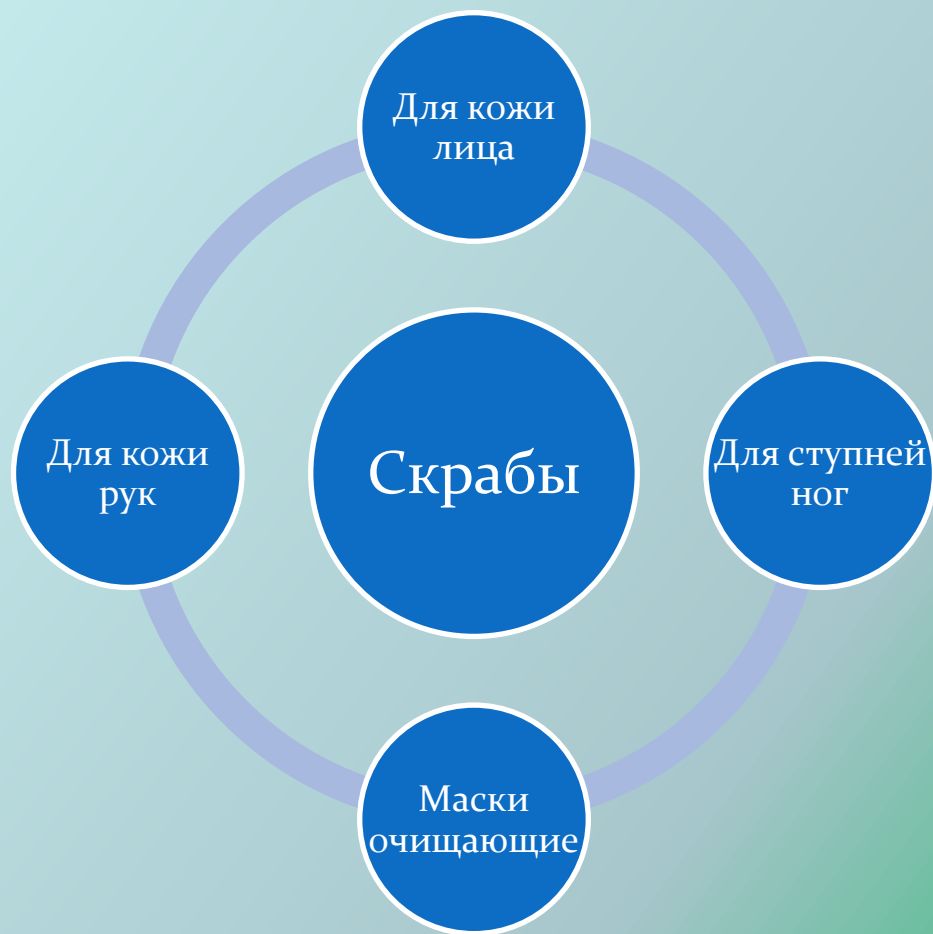 Для кожи
лица
Для кожи
рук
Скрабы
Для ступней
ног
Маски
очищающие